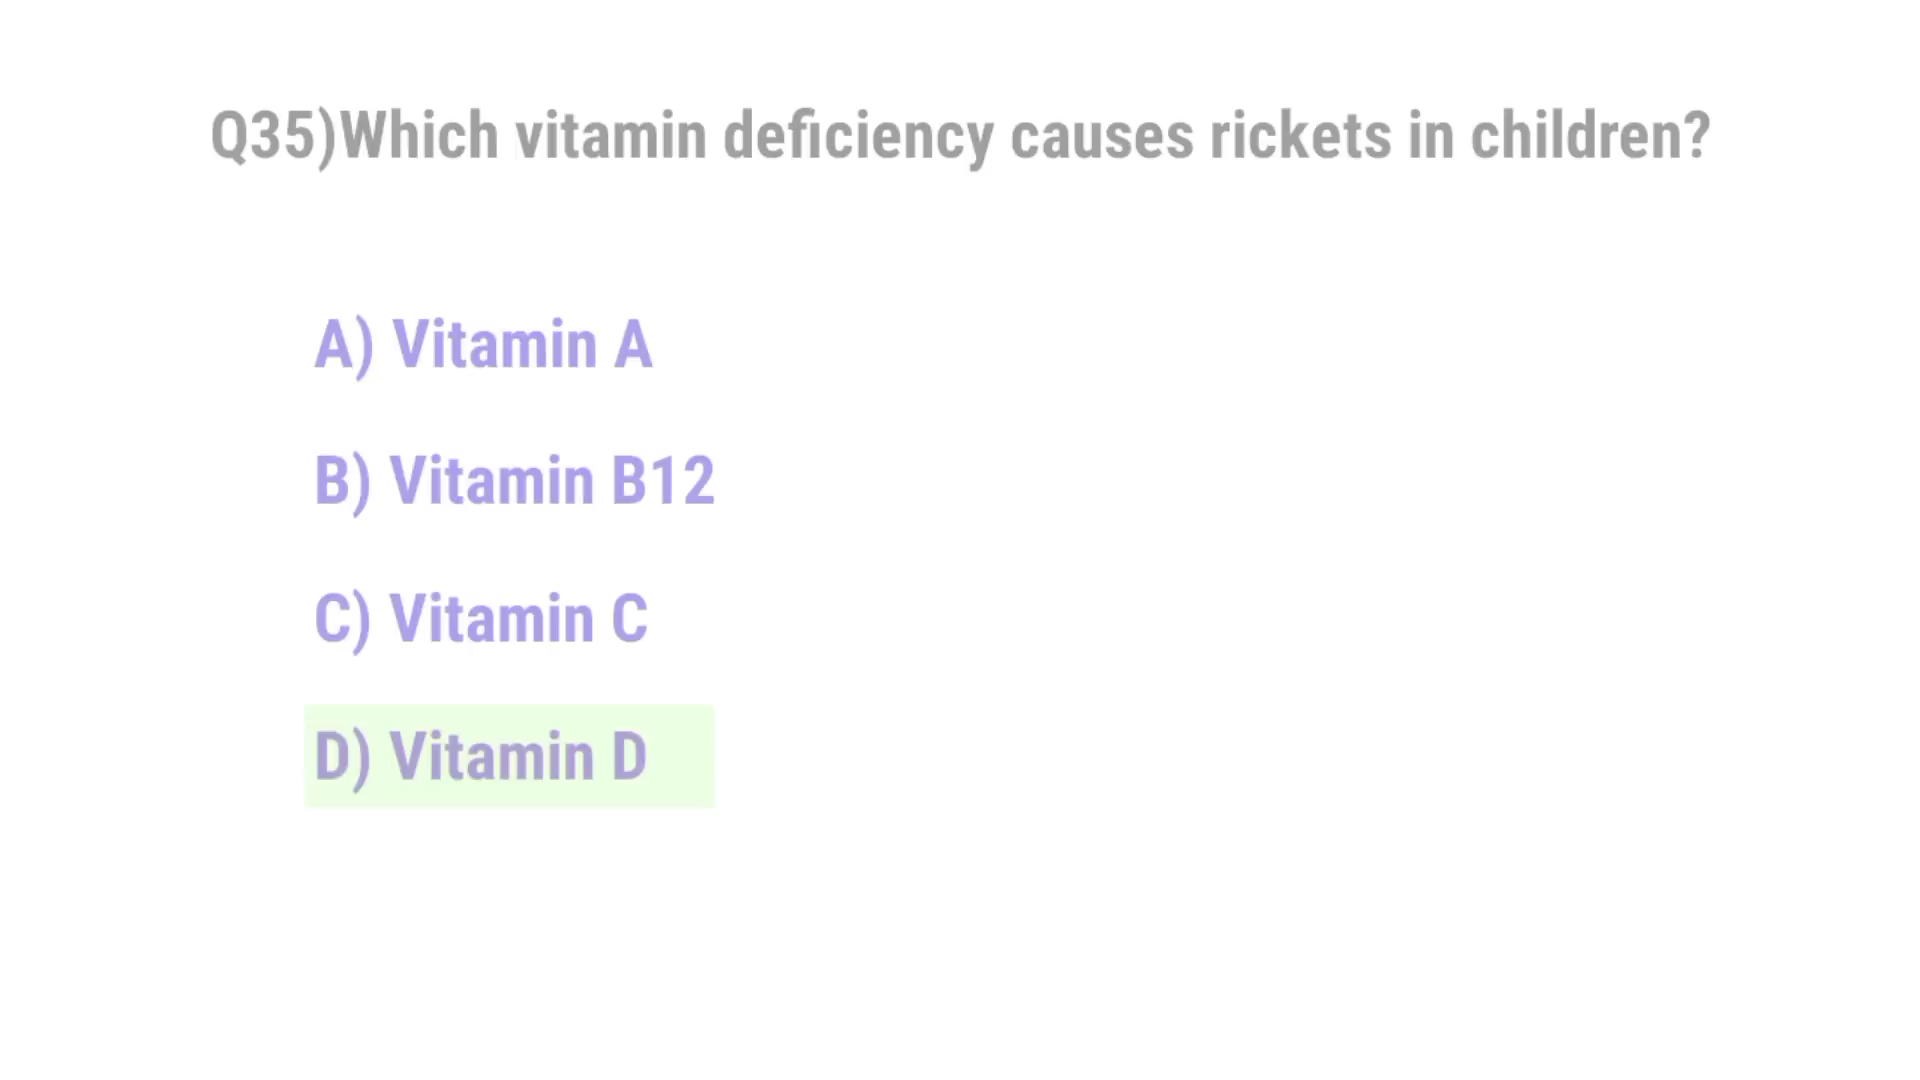 Q35)Which vitamin deficiency causes rickets in children?
A) Vitamin A
B) Vitamin B12
C) Vitamin C
D) Vitamin D